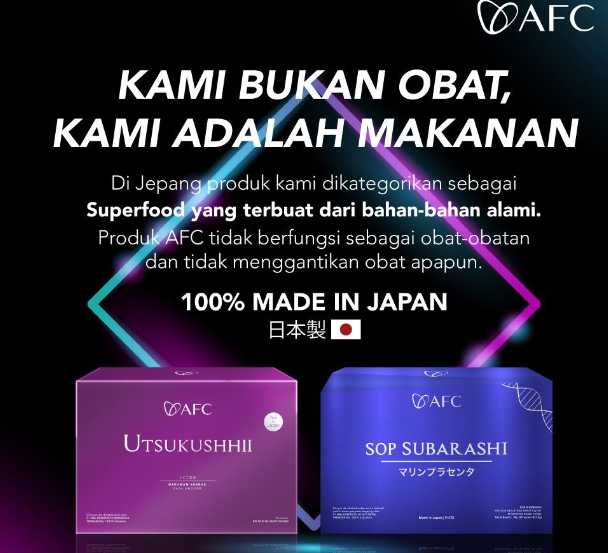 AFC
KAMI BUKAN OBAT,
KAMI ADALAH MAKANAN
Di Jepang produk kami dikategorikan sebagai
Superfood yang terbuat dari bahan-bahan alami.
Produk AFC tidak berfungsi sebagai obat-obatan
dan tidak menggantikan obat apapun.
100% MADE IN JAPAN
日本製
AFC
UTSUKUSHHII
AFC
SOP SUBARASHI
マリンプラセンタ
Made in Japan